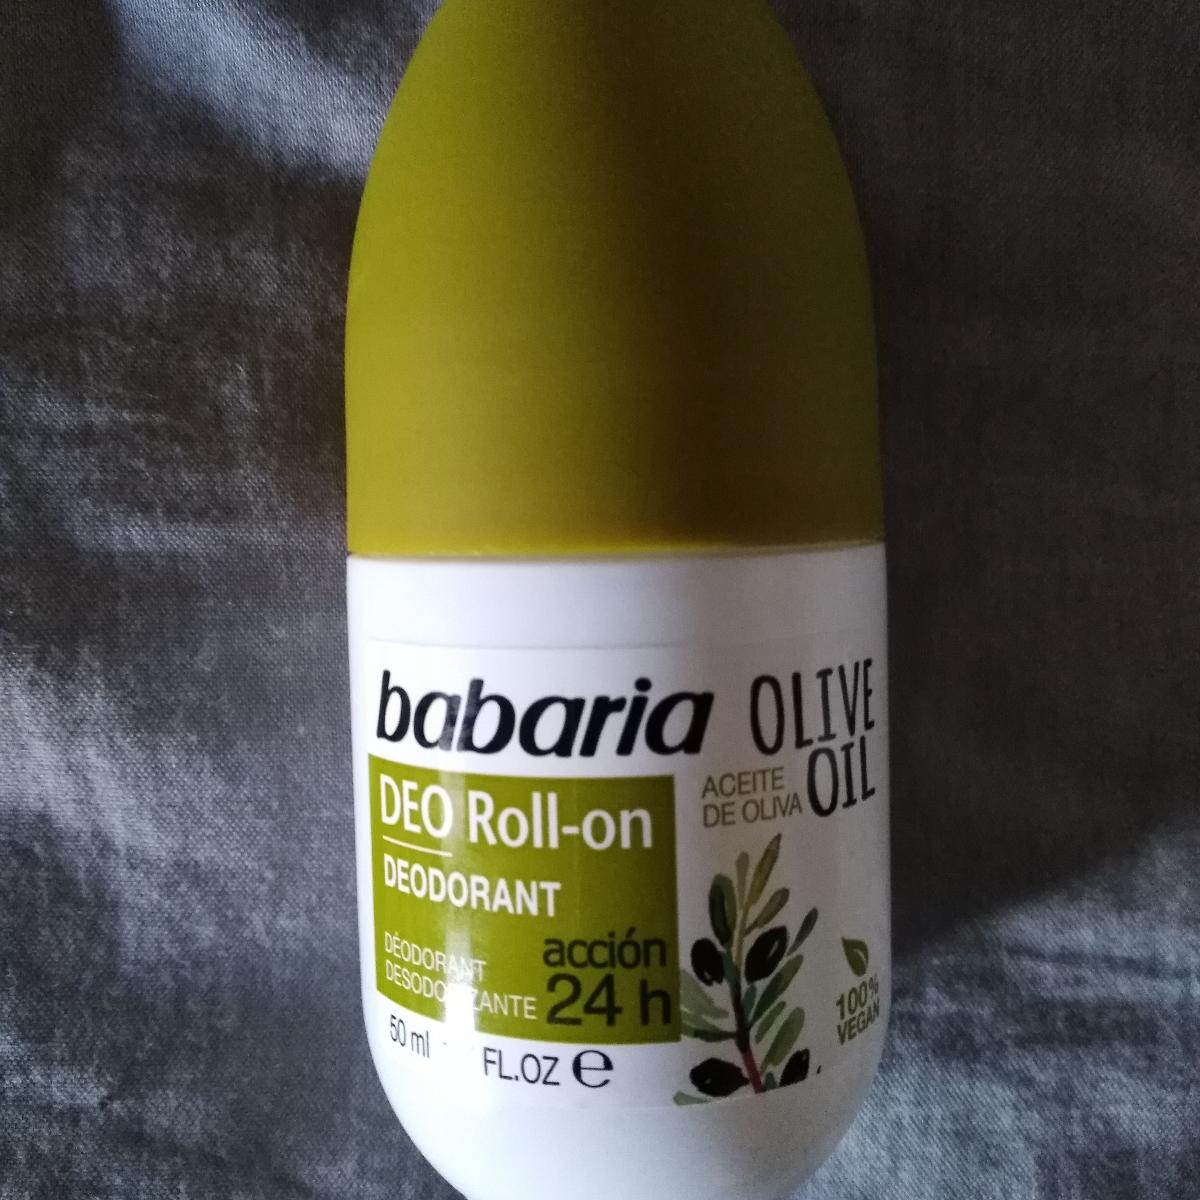 babaria
OLIVE
OIL
ACEITE
DE OLIVA
DEO Roll-on
DEODORANT
DÉODORANT
acción
24 h
50 ml
FL.OZ e
100%
VEGAN